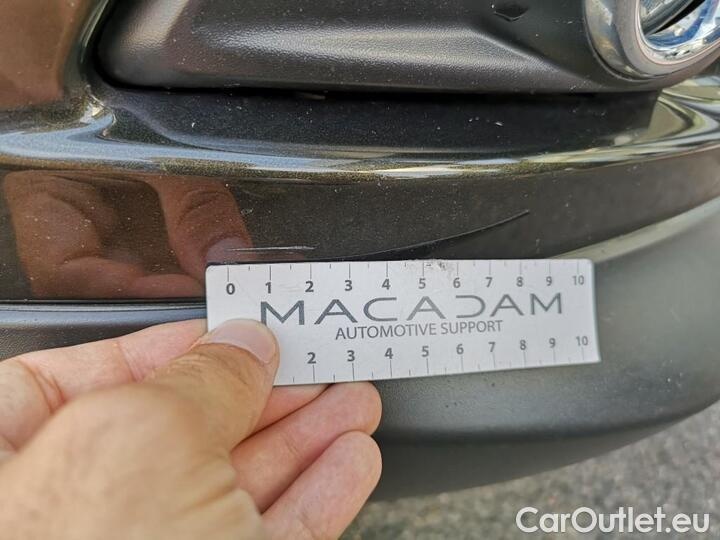 0 1 2 3 4 5 6 7 8 9 10
MACADAM
AUTOMOTIVE SUPPORT
2 3 4 5 6 7 8 9 10
CarOutlet.eu